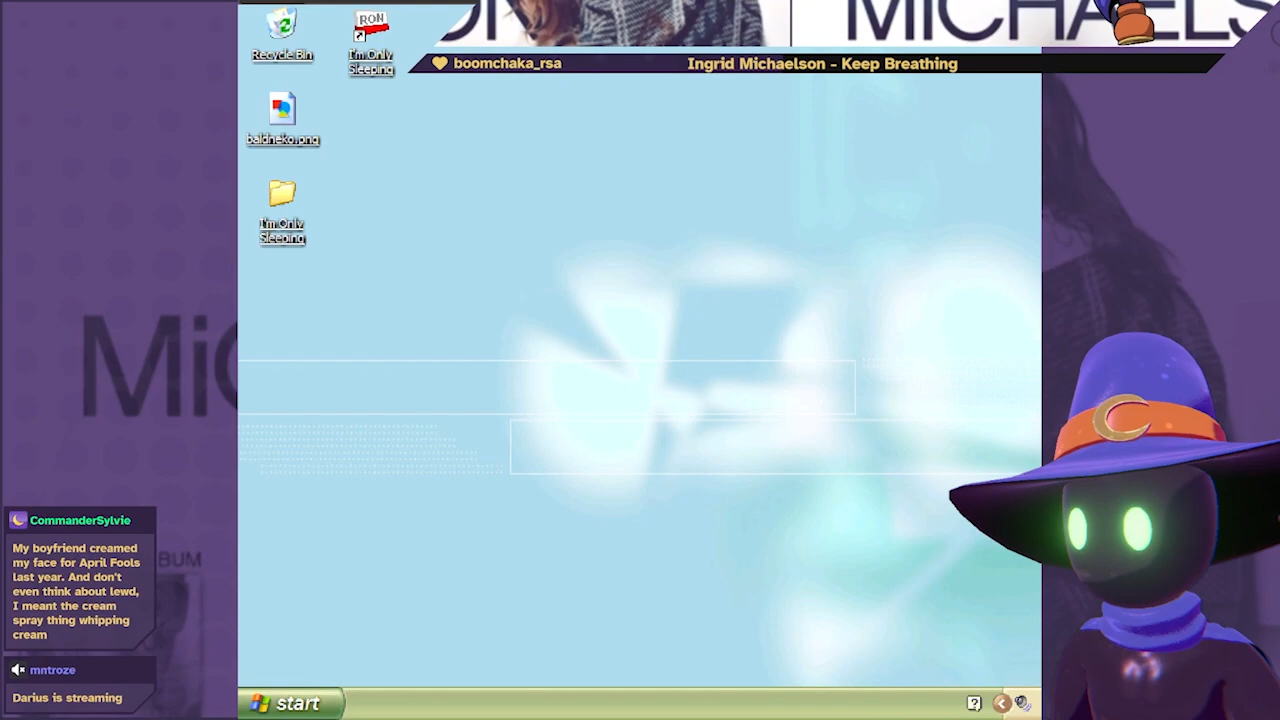 MICHAELS
RON
Recycle Bin
I'm Only
Sleeping
boomchaka_rsa
Ingrid Michaelson - Keep Breathing
baldneko.png
I'm Only
Sleeping
CommanderSylvie
My boyfriend creamed
my face for April Fools
last year. And don't
even think about lewd,
I meant the cream
spray thing whipping
cream
BUM
mntroze
Darius is streaming
start